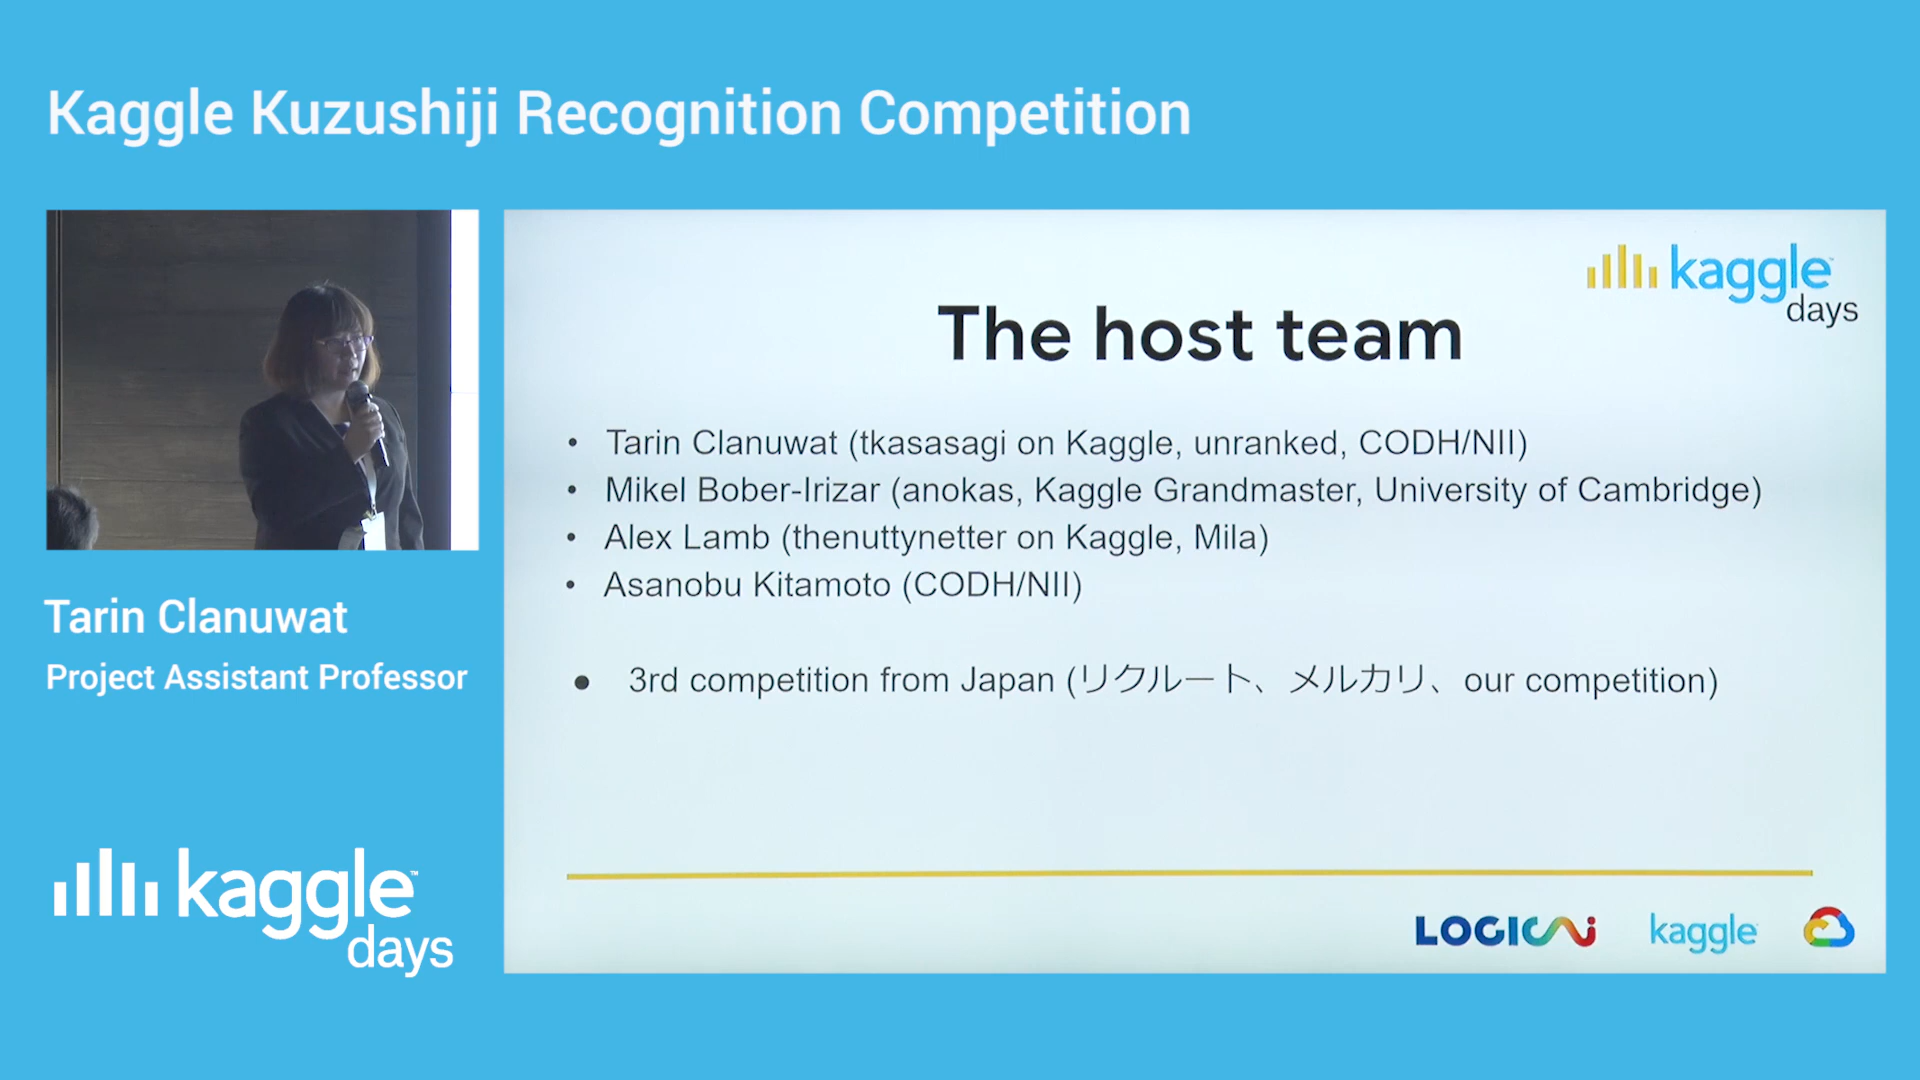 Kaggle Kuzushiji Recognition Competition
kaggle
days
The host team
• Tarin Clanuwat (tkasasagi on Kaggle, unranked, CODH/NII)
• Mikel Bober-Irizar (anokas, Kaggle Grandmaster, University of Cambridge)
• Alex Lamb (thenuttynetter on Kaggle, Mila)
• Asanobu Kitamoto (CODH/NII)
● 3rd competition from Japan (リクルート、メルカリ、our competition)
LOGICAI
kaggle
Tarin Clanuwat
Project Assistant Professor
kaggle™
days